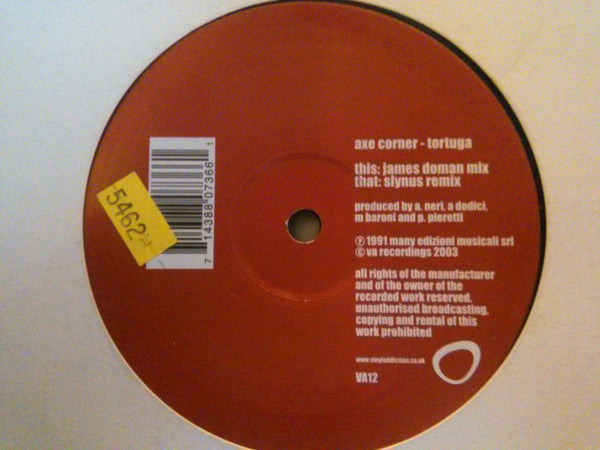 axe corner - tortuga
this: james doman mix
that: slynus remix
produced by a. neri, a dodici,
m baroni and p. pieretti
℗ 1991 many edizioni musicali srl
© va recordings 2003
all rights of the manufacturer
and of the owner of the
recorded work reserved.
unauthorised broadcasting,
copying and rental of this
work prohibited
www.vinyladdiction.co.uk
VA12
7 14388 07366 1
5462